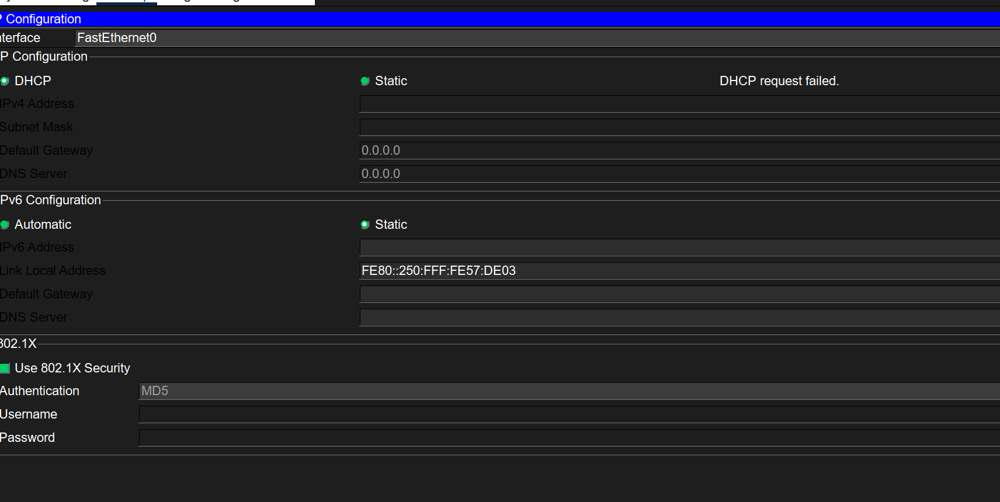 P Configuration
nterface FastEthernet0
P Configuration
DHCP Static DHCP request failed.
IPv4 Address
Subnet Mask
Default Gateway 0.0.0.0
DNS Server 0.0.0.0
Pv6 Configuration
Automatic Static
IPv6 Address
Link Local Address FE80::250:FFF:FE57:DE03
Default Gateway
DNS Server
802.1X
Use 802.1X Security
Authentication MD5
Username
Password